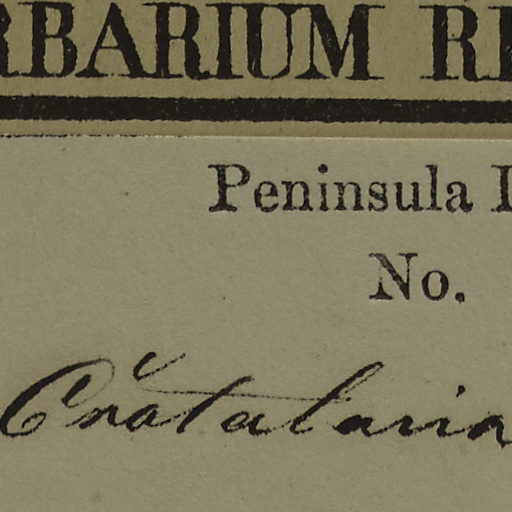 RBARIUM R
Peninsula I
No.
Crotalaria